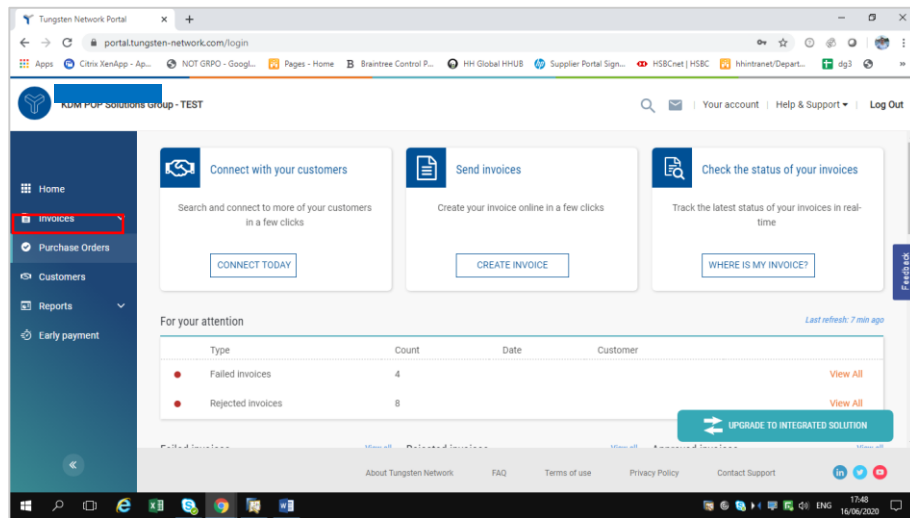 Tungsten Network Portal
portal.tungsten-network.com/login
Apps Citrix XenApp - Ap... NOT GRPO - Googl... Pages - Home Braintree Control P... HH Global HHUB Supplier Portal Sign... HSBCnet | HSBC hhintranet/Depart... dg3
KDM POP Solutions Group - TEST
Your account | Help & Support | Log Out
Home
Invoices
Purchase Orders
Customers
Reports
Early payment
Connect with your customers
Search and connect to more of your customers
in a few clicks
CONNECT TODAY
Send invoices
Create your invoice online in a few clicks
CREATE INVOICE
Check the status of your invoices
Track the latest status of your invoices in real-
time
WHERE IS MY INVOICE?
Feedback
For your attention
Last refresh: 7 min ago
Type Count Date Customer
Failed invoices 4 View All
Rejected invoices 8 View All
UPGRADE TO INTEGRATED SOLUTION
About Tungsten Network FAQ Terms of use Privacy Policy Contact Support
ENG
17:48
16/06/2020